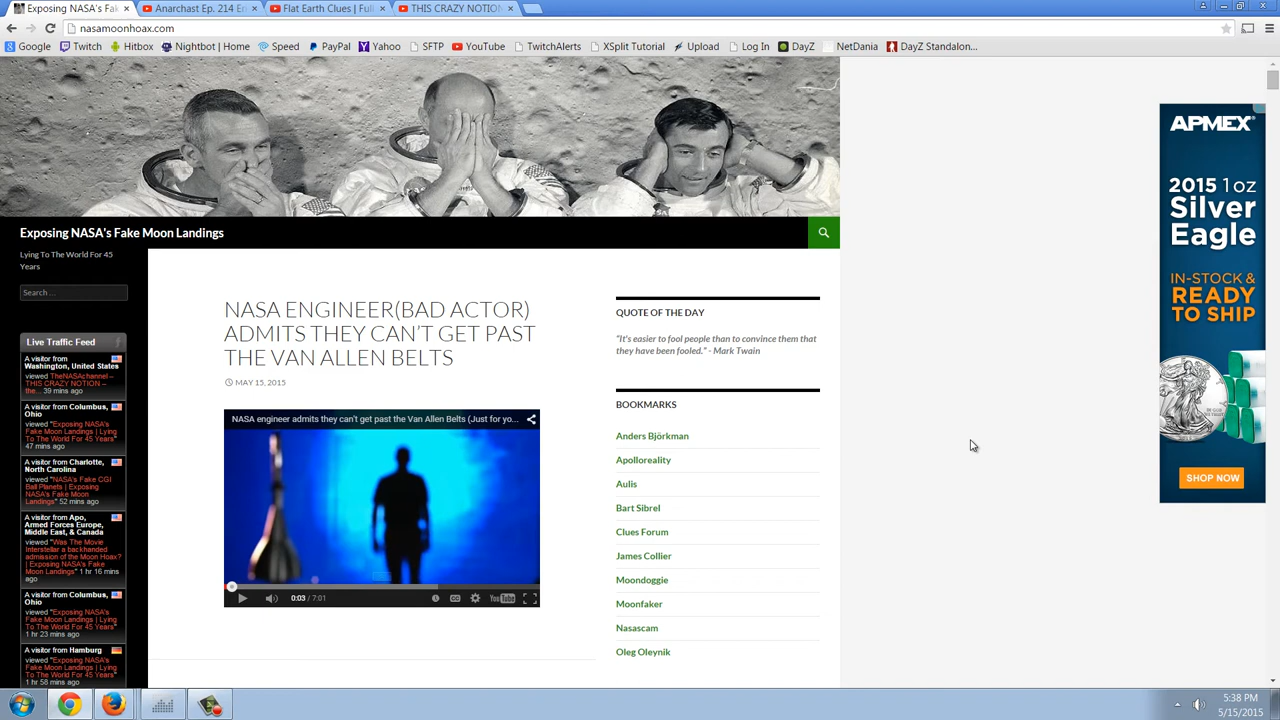 Exposing NASA's Fa
Anarchast Ep. 214 En
Flat Earth Clues | Full
THIS CRAZY NOTION
nasamoonhoax.com
Google
Twitch
Hitbox
Nightbot | Home
Speed
PayPal
Yahoo
SFTP
YouTube
TwitchAlerts
XSplit Tutorial
Upload
Log In
DayZ
NetDania
DayZ Standalon...
Exposing NASA's Fake Moon Landings
Lying To The World For 45
Years
Search ...
Live Traffic Feed
A visitor from
Washington, United States
viewed "TheNASAchannel –
THIS CRAZY NOTION –
the... 39 mins ago
A visitor from Columbus,
Ohio
viewed "Exposing NASA's
Fake Moon Landings | Lying
To The World For 45 Years"
47 mins ago
A visitor from Charlotte,
North Carolina
viewed "NASA's Fake CGI
Ball Planets | Exposing
NASA's Fake Moon
Landings" 52 mins ago
A visitor from Apo,
Armed Forces Europe,
Middle East, & Canada
viewed "Was The Movie
Interstellar a backhanded
admission of the Moon Hoax?
| Exposing NASA's Fake
Moon Landings" 1 hr 16 mins
ago
A visitor from Columbus,
Ohio
viewed "Exposing NASA's
Fake Moon Landings | Lying
To The World For 45 Years"
1 hr 23 mins ago
A visitor from Hamburg
viewed "Exposing NASA's
Fake Moon Landings | Lying
To The World For 45 Years"
1 hr 58 mins ago
NASA ENGINEER(BAD ACTOR)
ADMITS THEY CAN'T GET PAST
THE VAN ALLEN BELTS
MAY 15, 2015
NASA engineer admits they can't get past the Van Allen Belts (Just for yo...
0:03 / 7:01
YouTube
QUOTE OF THE DAY
"It's easier to fool people than to convince them that
they have been fooled." - Mark Twain
BOOKMARKS
Anders Björkman
Apolloreality
Aulis
Bart Sibrel
Clues Forum
James Collier
Moondoggie
Moonfaker
Nasascam
Oleg Oleynik
APMEX
2015 1 oz
Silver
Eagle
IN-STOCK &
READY
TO SHIP
SHOP NOW
5:38 PM
5/15/2015